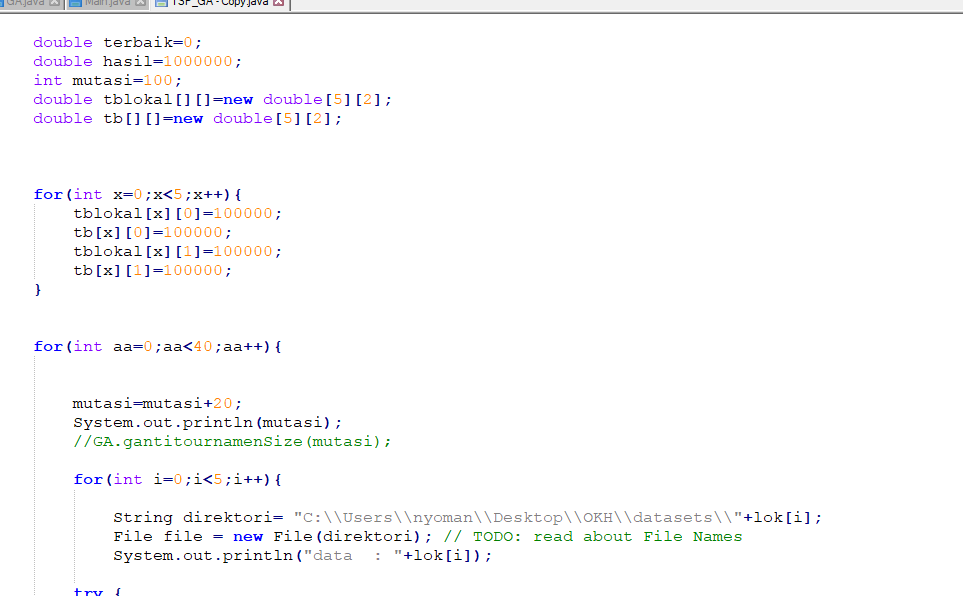 GA.java Main.java TSP_GA - Copy.java
double terbaik=0;
double hasil=1000000;
int mutasi=100;
double tblokal[][]=new double[5][2];
double tb[][]=new double[5][2];
for(int x=0;x<5;x++){
tblokal[x][0]=100000;
tb[x][0]=100000;
tblokal[x][1]=100000;
tb[x][1]=100000;
}
for(int aa=0;aa<40;aa++){
mutasi=mutasi+20;
System.out.println(mutasi);
//GA.gantitournamenSize(mutasi);
for(int i=0;i<5;i++){
String direktori= "C:\\Users\\nyoman\\Desktop\\OKH\\datasets\\"+lok[i];
File file = new File(direktori); // TODO: read about File Names
System.out.println("data  : "+lok[i]);
try {